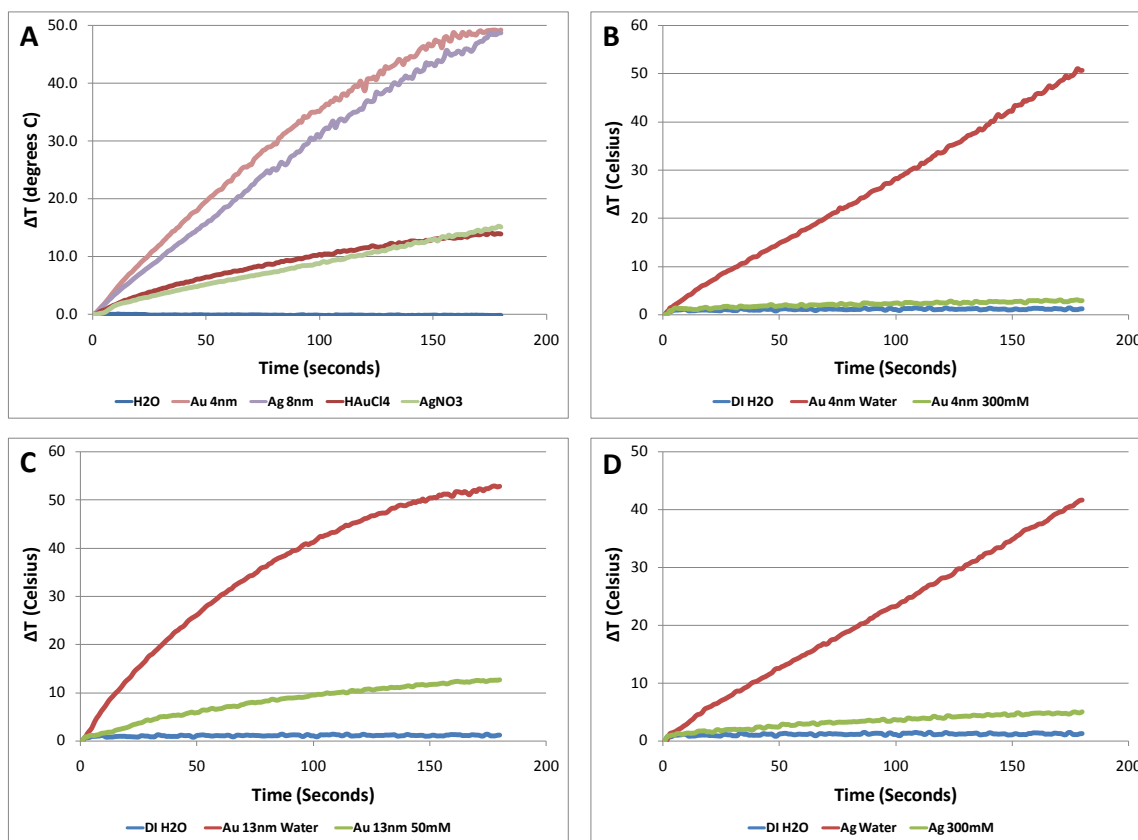 A
ΔT (degrees C)
50.0
40.0
30.0
20.0
10.0
0.0
0 50 100 150 200
Time (seconds)
H2O Au 4nm Ag 8nm HAuCl4 AgNO3
B
ΔT (Celsius)
60
50
40
30
20
10
0
0 50 100 150 200
Time (Seconds)
DI H2O Au 4nm Water Au 4nm 300mM
C
ΔT (Celsius)
60
50
40
30
20
10
0
0 50 100 150 200
Time (Seconds)
DI H2O Au 13nm Water Au 13nm 50mM
D
ΔT (Celsius)
50
40
30
20
10
0
0 50 100 150 200
Time (Seconds)
DI H2O Ag Water Ag 300mM